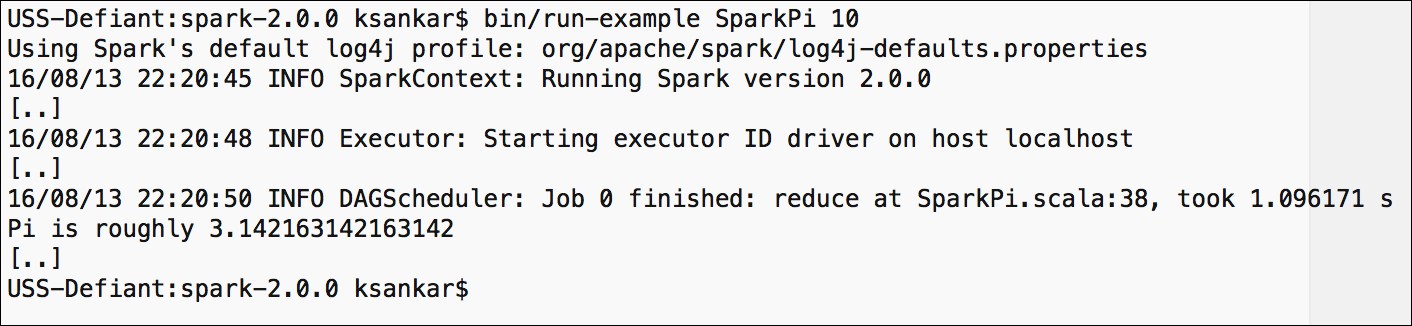 USS-Defiant:spark-2.0.0 ksankar$ bin/run-example SparkPi 10
Using Spark's default log4j profile: org/apache/spark/log4j-defaults.properties
16/08/13 22:20:45 INFO SparkContext: Running Spark version 2.0.0
[..]
16/08/13 22:20:48 INFO Executor: Starting executor ID driver on host localhost
[..]
16/08/13 22:20:50 INFO DAGScheduler: Job 0 finished: reduce at SparkPi.scala:38, took 1.096171 s
Pi is roughly 3.142163142163142
[..]
USS-Defiant:spark-2.0.0 ksankar$